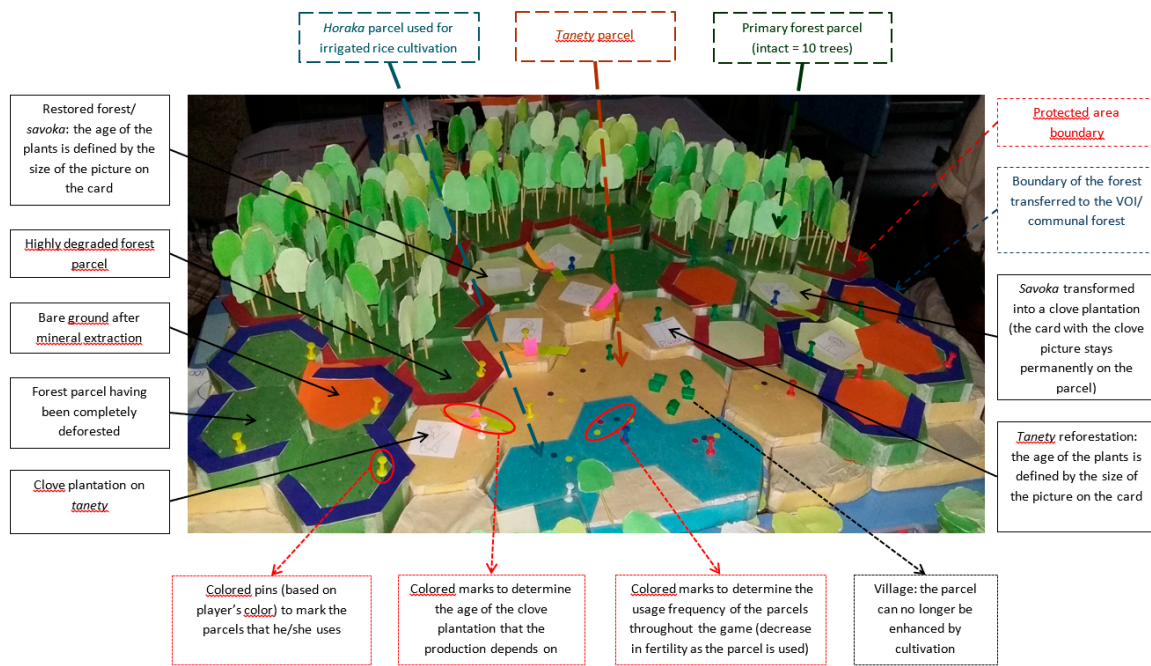 Horaka parcel used for
irrigated rice cultivation
Tanety parcel
Primary forest parcel
(intact = 10 trees)
Restored forest/
savoka: the age of the
plants is defined by the
size of the picture on
the card
Highly degraded forest
parcel
Bare ground after
mineral extraction
Forest parcel having
been completely
deforested
Clove plantation on
tanety
Protected area
boundary
Boundary of the forest
transferred to the VOI/
communal forest
Savoka transformed
into a clove plantation
(the card with the clove
picture stays
permanently on the
parcel)
Tanety reforestation:
the age of the plants is
defined by the size of
the picture on the card
Colored pins (based on
player's color) to mark the
parcels that he/she uses
Colored marks to determine
the age of the clove
plantation that the
production depends on
Colored marks to determine the
usage frequency of the parcels
throughout the game (decrease
in fertility as the parcel is used)
Village: the parcel
can no longer be
enhanced by
cultivation